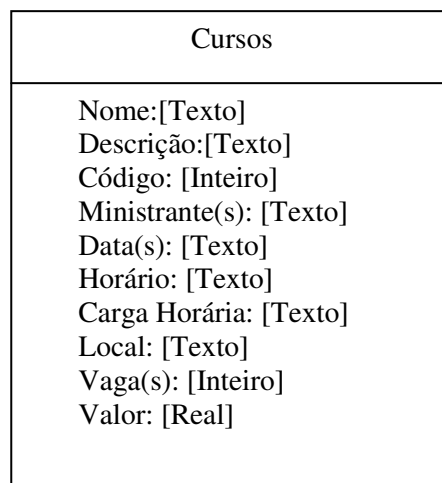 Cursos
Nome:[Texto]
Descrição:[Texto]
Código: [Inteiro]
Ministrante(s): [Texto]
Data(s): [Texto]
Horário: [Texto]
Carga Horária: [Texto]
Local: [Texto]
Vaga(s): [Inteiro]
Valor: [Real]